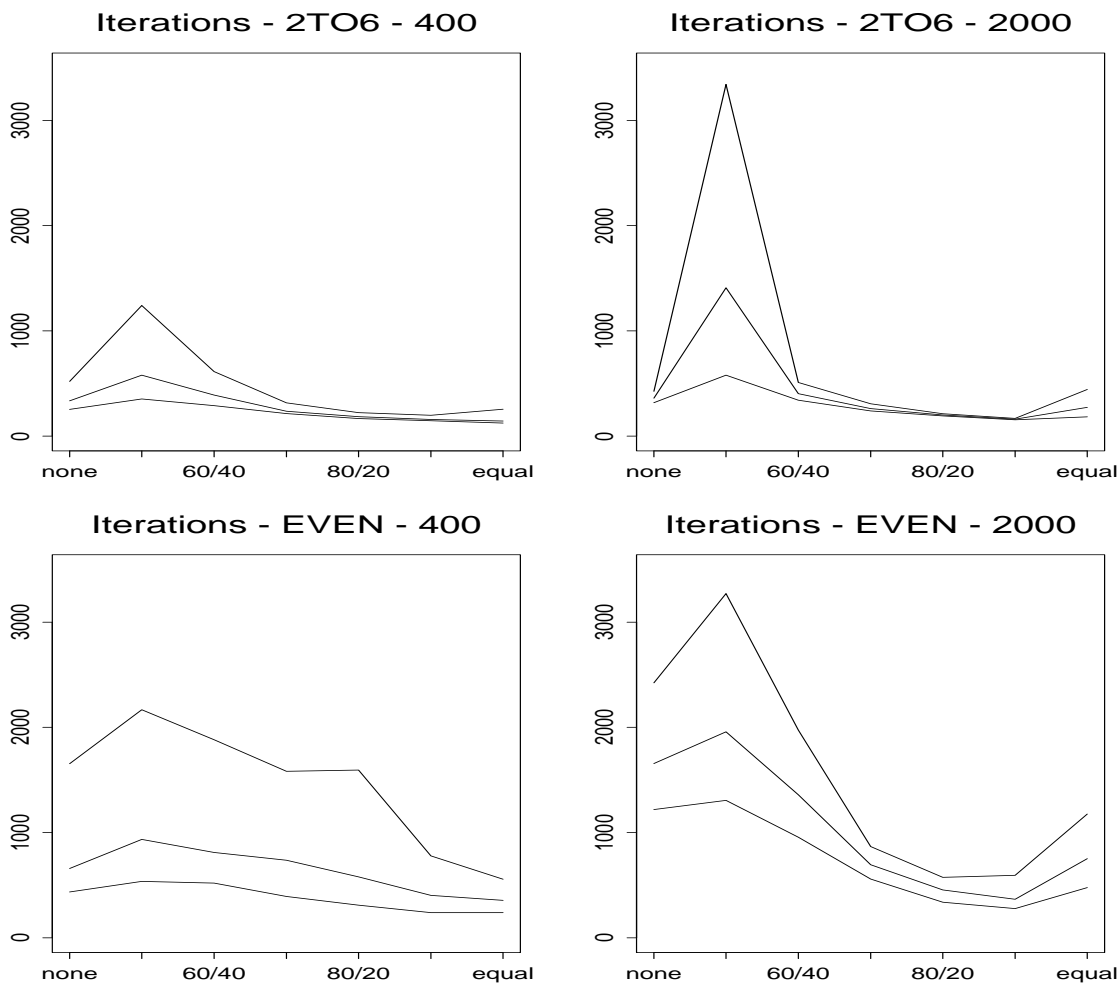 Iterations - 2TO6 - 400
3000
2000
1000
0
none 60/40 80/20 equal
Iterations - 2TO6 - 2000
3000
2000
1000
0
none 60/40 80/20 equal
Iterations - EVEN - 400
3000
2000
1000
0
none 60/40 80/20 equal
Iterations - EVEN - 2000
3000
2000
1000
0
none 60/40 80/20 equal